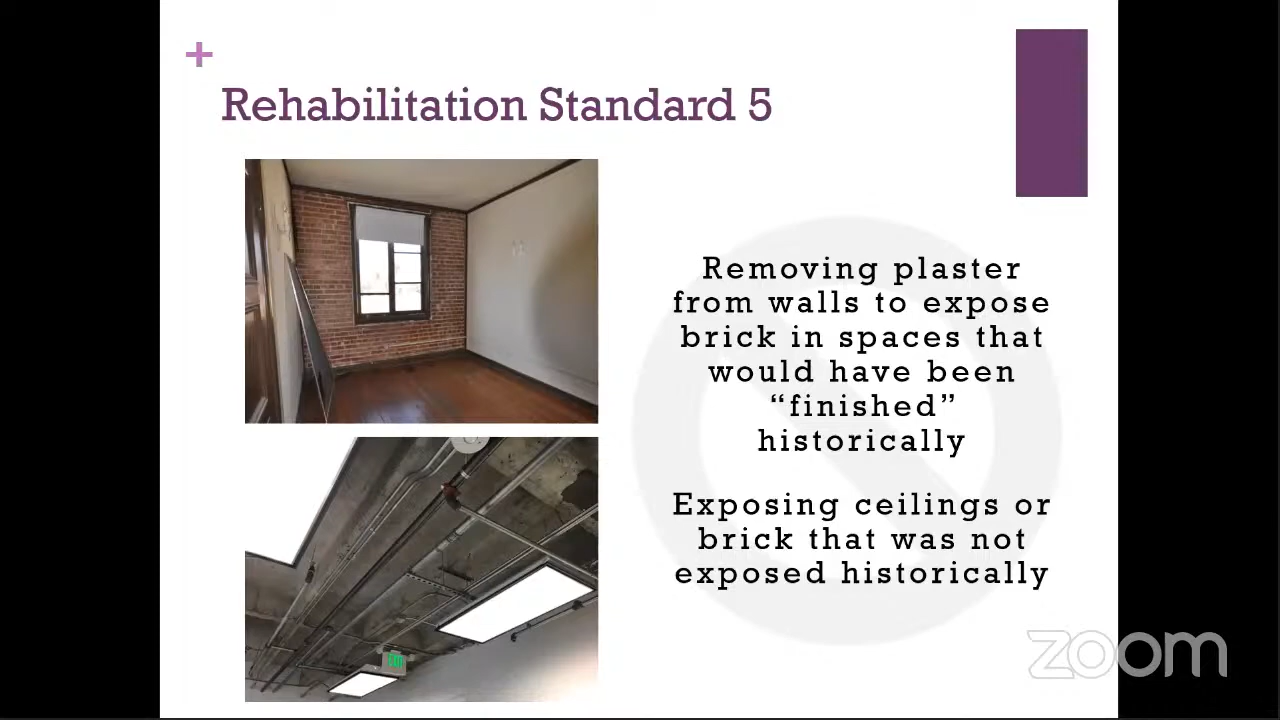 +
Rehabilitation Standard 5
Removing plaster
from walls to expose
brick in spaces that
would have been
“finished”
historically
Exposing ceilings or
brick that was not
exposed historically
EXIT
zoom